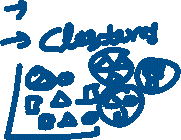 →
→ Clustering